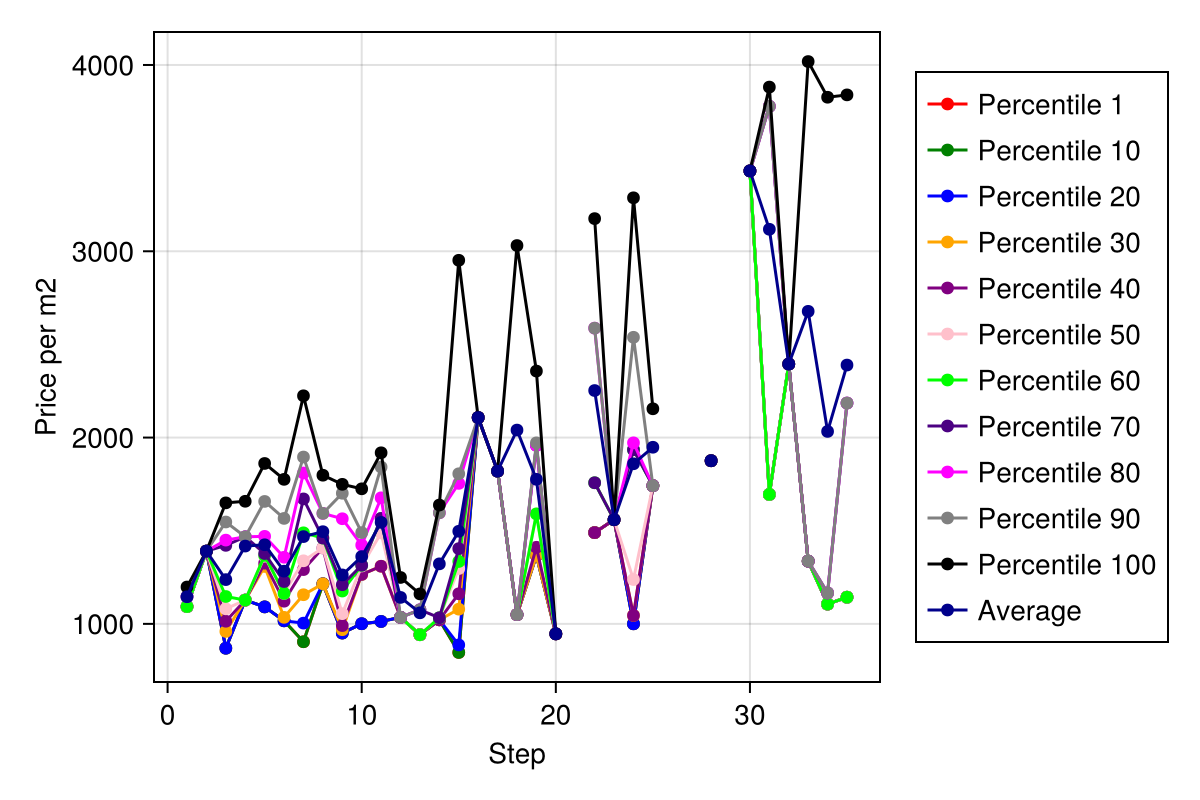 4000
3000
2000
1000
Price per m2
0 10 20 30
Step
Percentile 1
Percentile 10
Percentile 20
Percentile 30
Percentile 40
Percentile 50
Percentile 60
Percentile 70
Percentile 80
Percentile 90
Percentile 100
Average